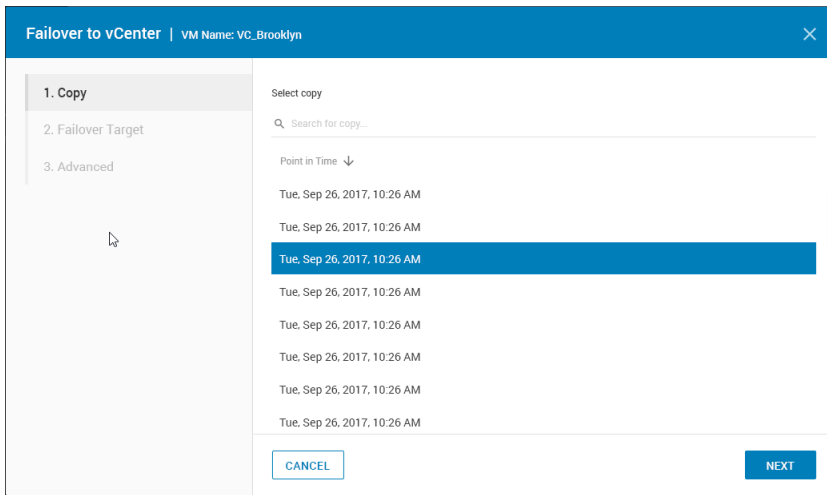 Failover to vCenter | VM Name: VC_Brooklyn
1. Copy
2. Failover Target
3. Advanced
Select copy
Search for copy...
Point in Time
Tue, Sep 26, 2017, 10:26 AM
Tue, Sep 26, 2017, 10:26 AM
Tue, Sep 26, 2017, 10:26 AM
Tue, Sep 26, 2017, 10:26 AM
Tue, Sep 26, 2017, 10:26 AM
Tue, Sep 26, 2017, 10:26 AM
Tue, Sep 26, 2017, 10:26 AM
Tue, Sep 26, 2017, 10:26 AM
CANCEL
NEXT